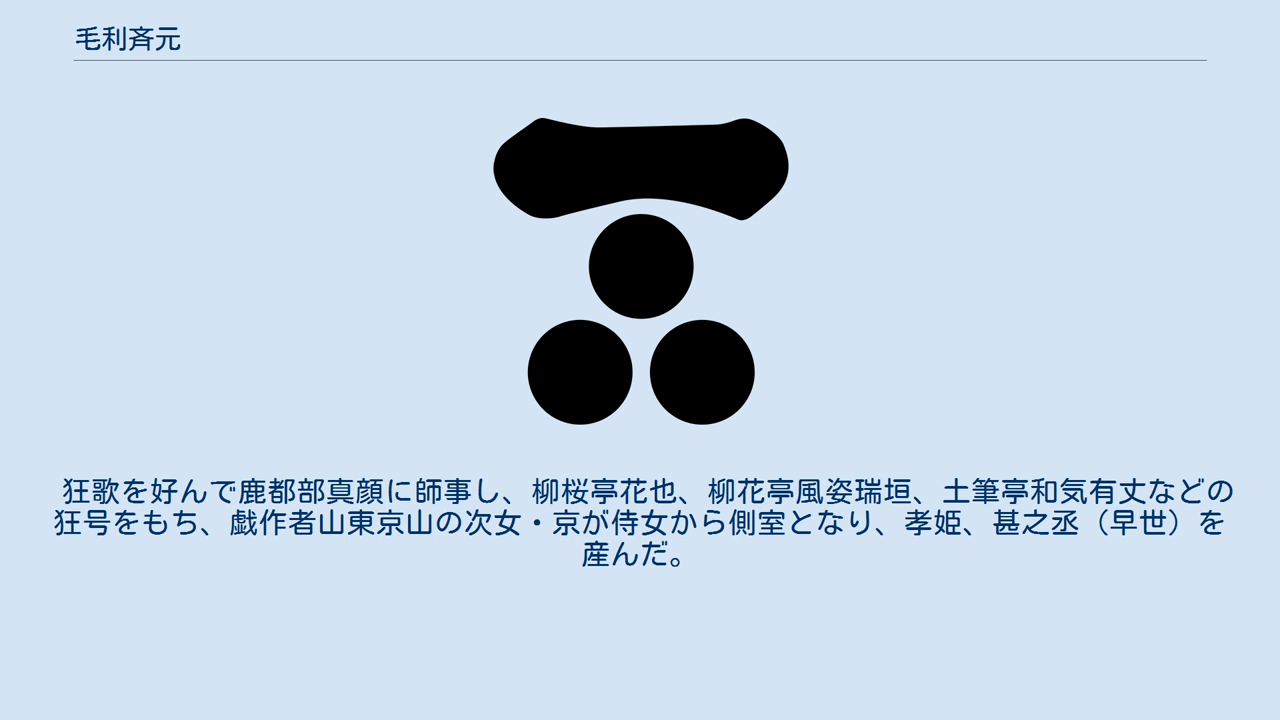 毛利斉元
狂歌を好んで鹿都部真顔に師事し、柳桜亭花也、柳花亭風姿瑞垣、土筆亭和気有丈などの
狂号をもち、戯作者山東京山の次女・京が侍女から側室となり、孝姫、甚之丞（早世）を
産んだ。